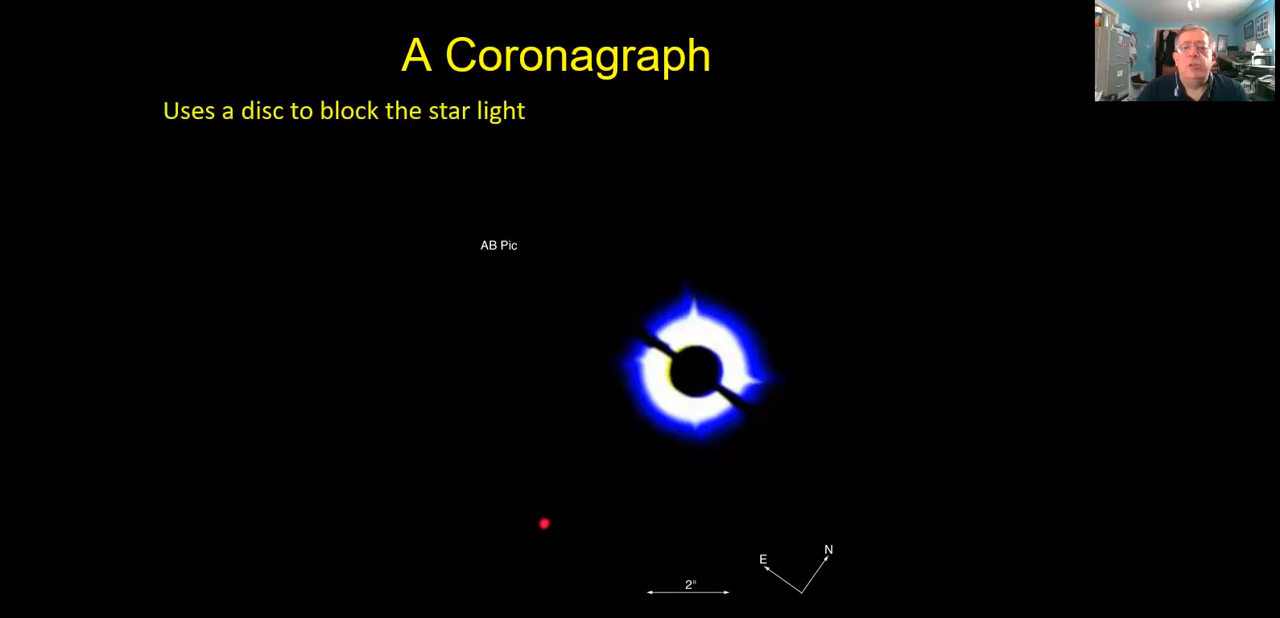 A Coronagraph
Uses a disc to block the star light
AB Pic
E
N
2"